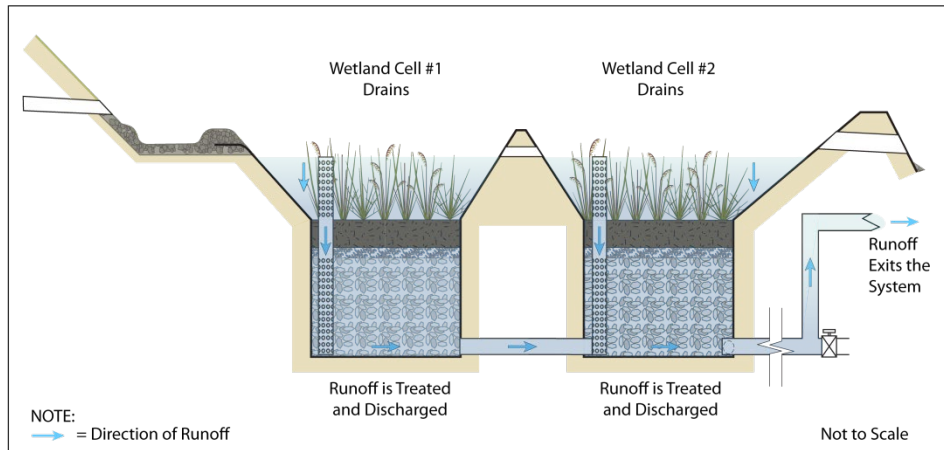 Wetland Cell #1
Drains
Wetland Cell #2
Drains
Runoff
Exits the
System
Runoff is Treated
and Discharged
Runoff is Treated
and Discharged
NOTE:
= Direction of Runoff
Not to Scale